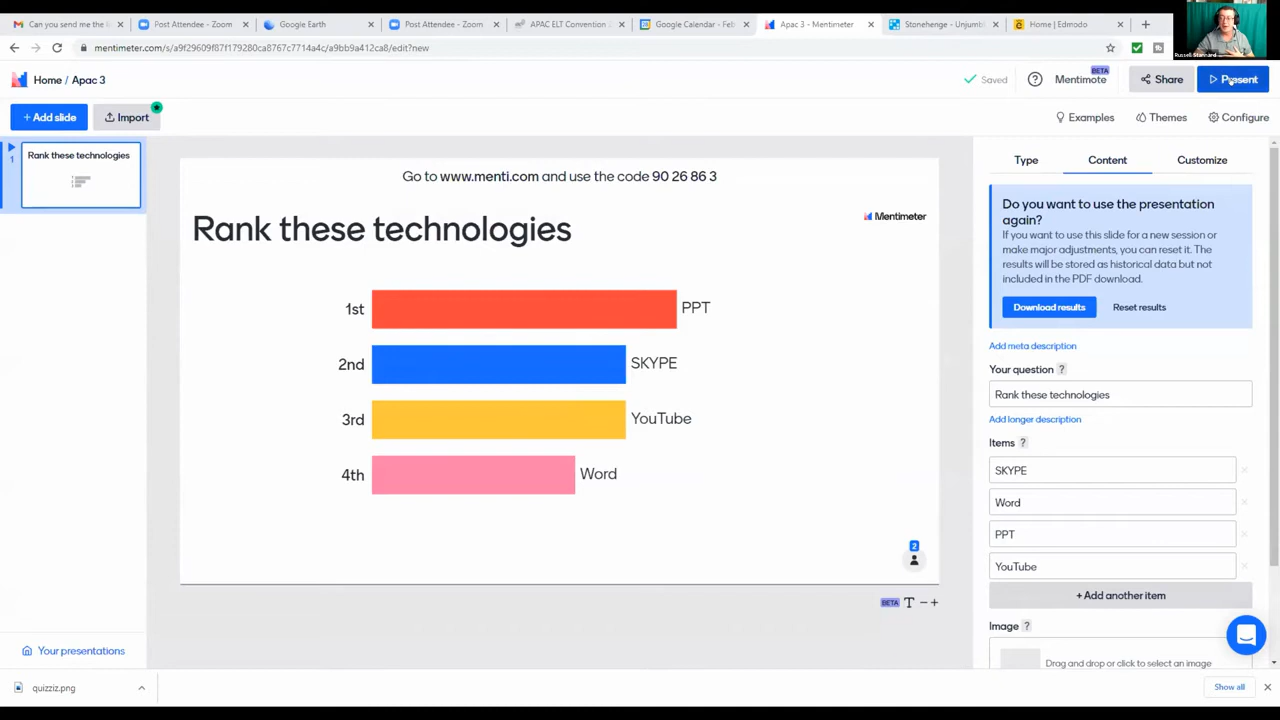 Can you send me the
Post Attendee - Zoom
Google Earth
Post Attendee - Zoom
APAC ELT Convention
Google Calendar - Feb
Apac 3 - Mentimeter
Stonehenge - Unjumbl
Home | Edmodo
mentimeter.com/s/a9f29609f87f179280ca8767c7714a4c/a9bb9a412ca8/edit?new
Russell Stannard
Home / Apac 3
Saved
Mentimote
BETA
Share
Present
+ Add slide
Import
Examples
Themes
Configure
1
Rank these technologies
Go to www.menti.com and use the code 90 26 86 3
Rank these technologies
Mentimeter
1st
PPT
2nd
SKYPE
3rd
YouTube
4th
Word
2
BETA
T
Type
Content
Customize
Do you want to use the presentation
again?
If you want to use this slide for a new session or
make major adjustments, you can reset it. The
results will be stored as historical data but not
included in the PDF download.
Download results
Reset results
Add meta description
Your question ?
Rank these technologies
Add longer description
Items ?
SKYPE
Word
PPT
YouTube
+ Add another item
Image ?
Drag and drop or click to select an image
Your presentations
quizziz.png
Show all